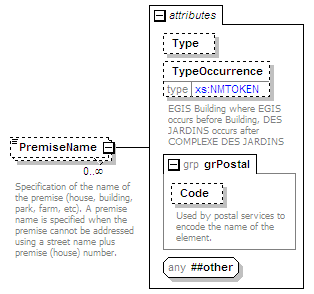 attributes
Type
TypeOccurrence
type xs:NMTOKEN
EGIS Building where EGIS
occurs before Building, DES
JARDINS occurs after
COMPLEXE DES JARDINS
PremiseName
0..∞
Specification of the name of
the premise (house, building,
park, farm, etc). A premise
name is specified when the
premise cannot be addressed
using a street name plus
premise (house) number.
grp grPostal
Code
Used by postal services to
encode the name of the
element.
any ##other